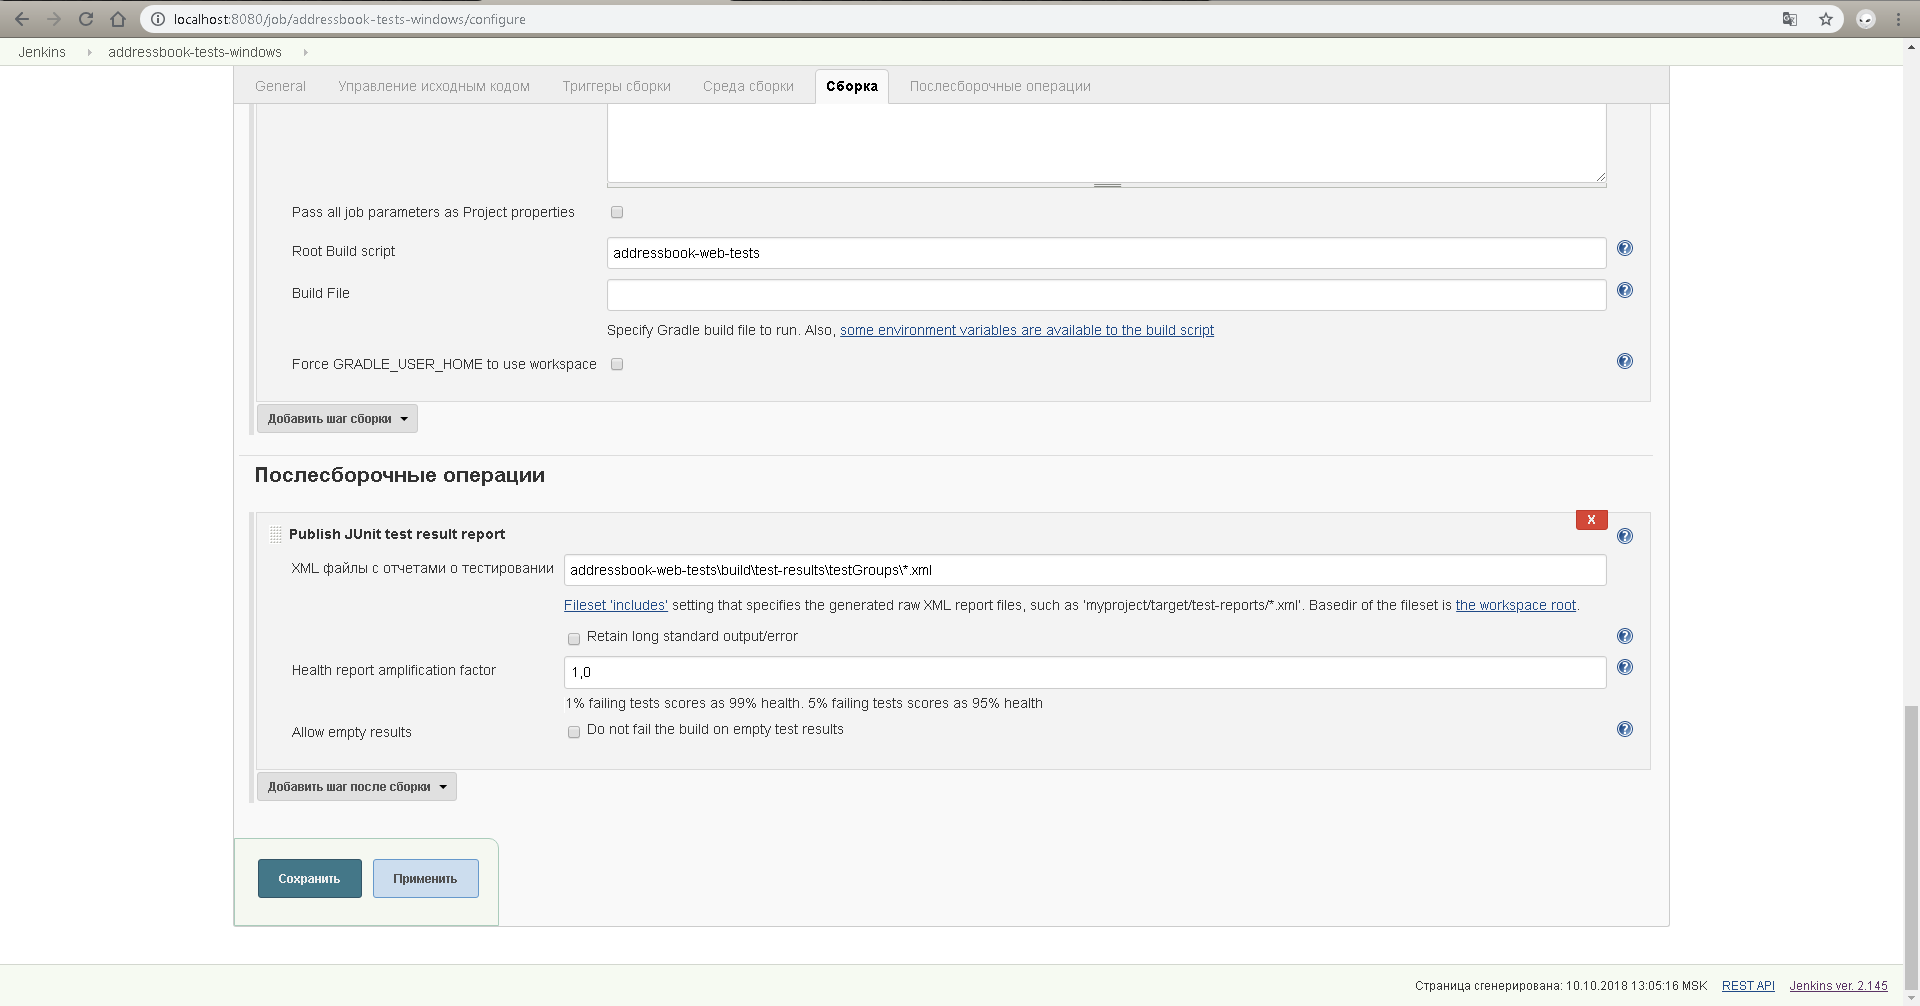 localhost:8080/job/addressbook-tests-windows/configure
Jenkins addressbook-tests-windows
General Управление исходным кодом Триггеры сборки Среда сборки Сборка Послесборочные операции
Pass all job parameters as Project properties
Root Build script addressbook-web-tests
Build File
Specify Gradle build file to run. Also, some environment variables are available to the build script
Force GRADLE_USER_HOME to use workspace
Добавить шаг сборки
Послесборочные операции
X
Publish JUnit test result report
XML файлы с отчетами о тестировании addressbook-web-tests\build\test-results\testGroups\*.xml
Fileset 'includes' setting that specifies the generated raw XML report files, such as 'myproject/target/test-reports/*.xml'. Basedir of the fileset is the workspace root.
Retain long standard output/error
Health report amplification factor 1,0
1% failing tests scores as 99% health. 5% failing tests scores as 95% health
Allow empty results Do not fail the build on empty test results
Добавить шаг после сборки
Сохранить Применить
Страница сгенерирована: 10.10.2018 13:05:16 MSK REST API Jenkins ver. 2.145